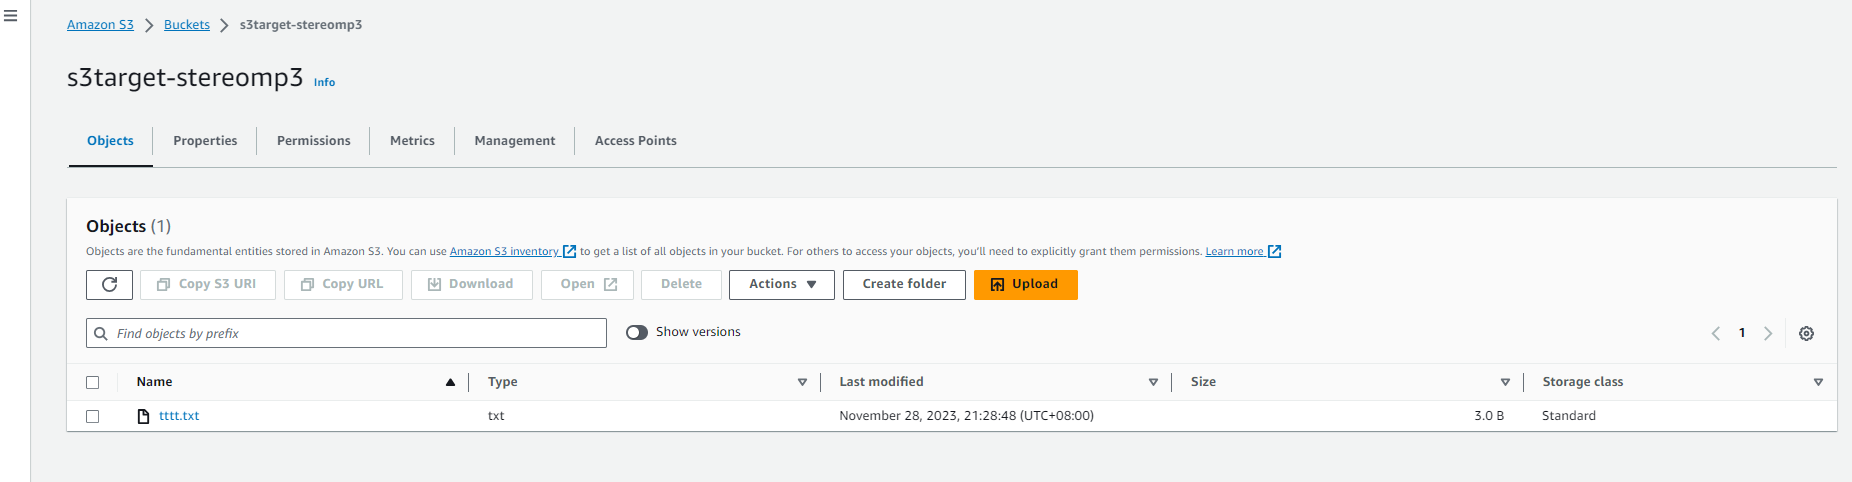 Amazon S3 > Buckets > s3target-stereomp3
s3target-stereomp3 Info
Objects Properties Permissions Metrics Management Access Points
Objects (1)
Objects are the fundamental entities stored in Amazon S3. You can use Amazon S3 inventory to get a list of all objects in your bucket. For others to access your objects, you'll need to explicitly grant them permissions. Learn more
Copy S3 URI Copy URL Download Open Delete Actions Create folder Upload
Find objects by prefix Show versions 1
Name Type Last modified Size Storage class
tttt.txt txt November 28, 2023, 21:28:48 (UTC+08:00) 3.0 B Standard